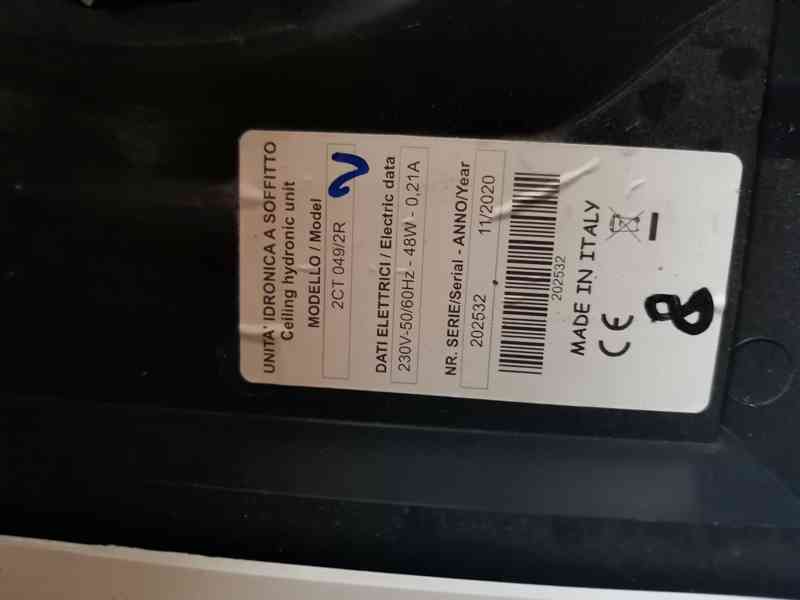 UNITA' IDRONICA A SOFFITTO
Ceiling hydronic unit
MODELLO / Model
2CT 049/2R
DATI ELETTRICI / Electric data
230V-50/60Hz - 48W - 0,21A
NR. SERIE/Serial - ANNO/Year
202532 11/2020
202532
MADE IN ITALY
CE
8